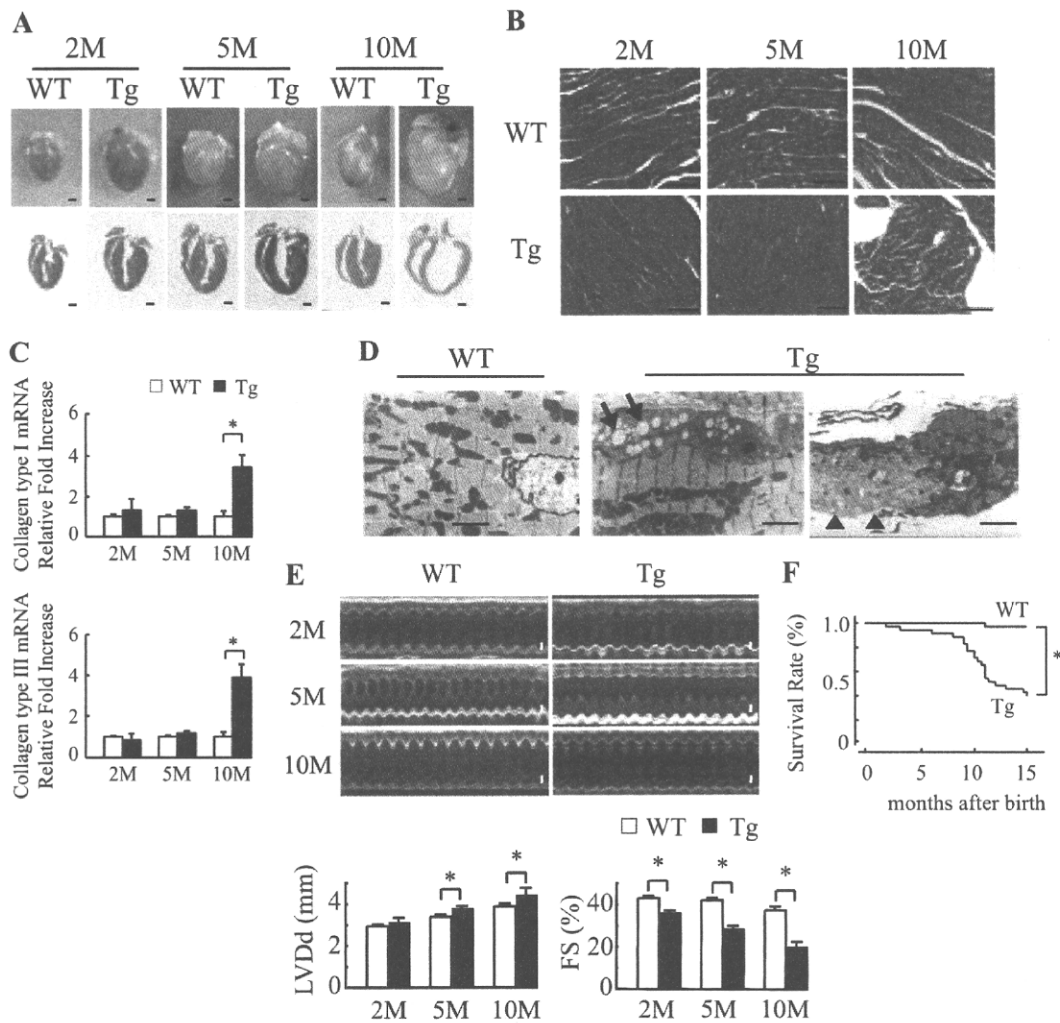 A
2M 5M 10M
WT Tg WT Tg WT Tg
B
2M 5M 10M
WT
Tg
C
WT Tg
Collagen type I mRNA
Relative Fold Increase
6
4
2
0
*
2M 5M 10M
Collagen type III mRNA
Relative Fold Increase
6
4
2
0
*
2M 5M 10M
D
WT Tg
E
WT Tg
2M
5M
10M
F
Survival Rate (%)
1.0
0.5
0
WT
*
Tg
0 5 10 15
months after birth
WT Tg
LVDd (mm)
4
2
0
* *
2M 5M 10M
FS (%)
40
20
0
* * *
2M 5M 10M